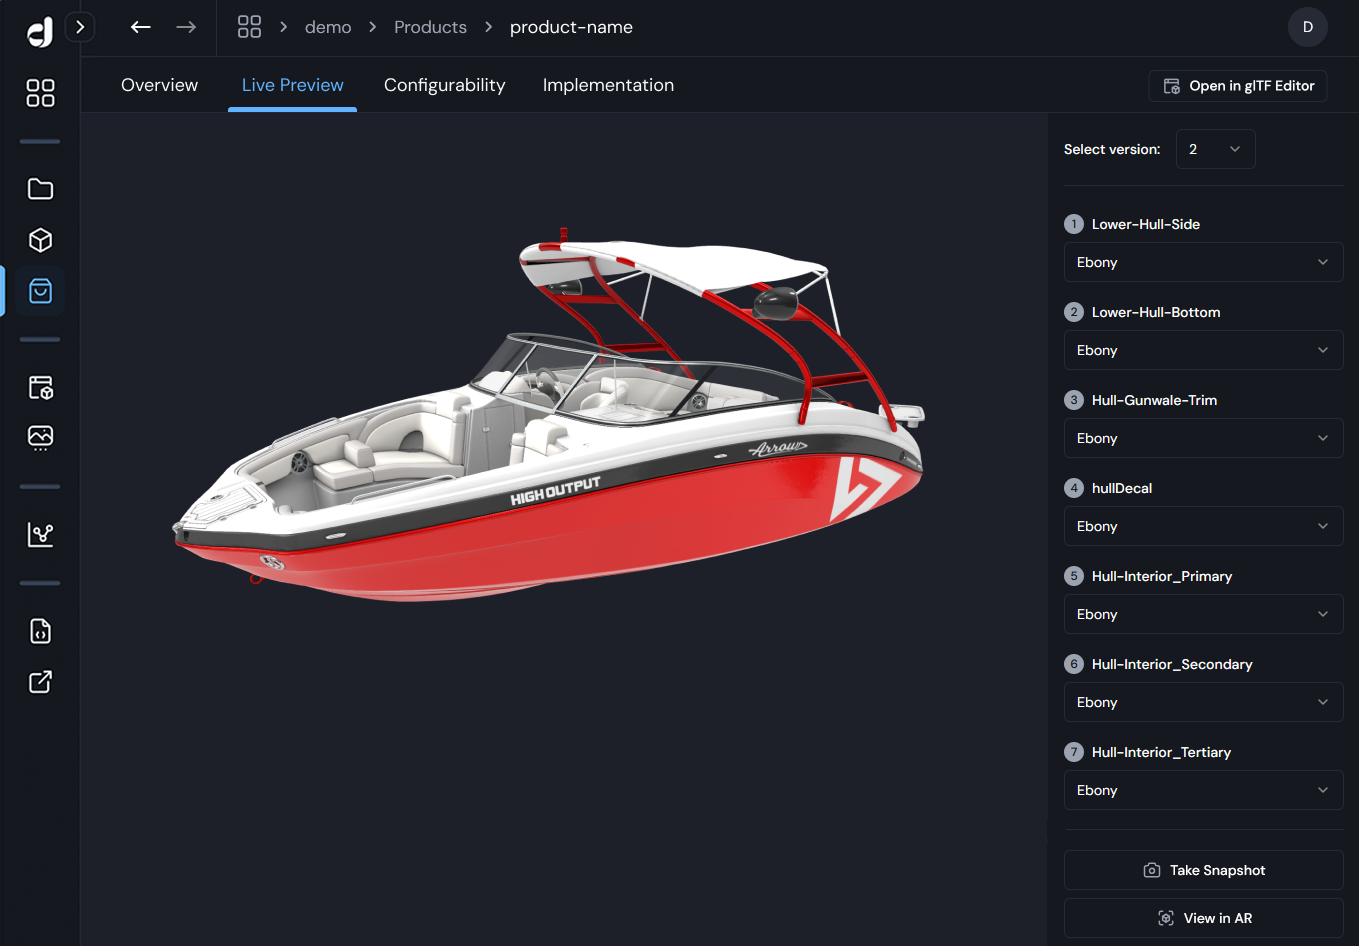 demo
Products
product-name
D
Overview
Live Preview
Configurability
Implementation
Open in glTF Editor
Select version:
2
1 Lower-Hull-Side
Ebony
2 Lower-Hull-Bottom
Ebony
3 Hull-Gunwale-Trim
Ebony
4 hullDecal
Ebony
5 Hull-Interior_Primary
Ebony
6 Hull-Interior_Secondary
Ebony
7 Hull-Interior_Tertiary
Ebony
Take Snapshot
View in AR
Arrow
HIGH OUTPUT